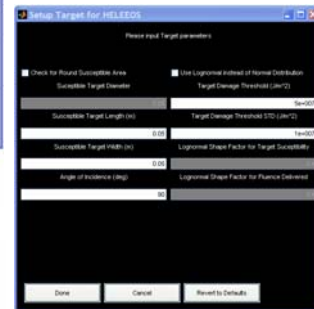 Setup Target for HELEEOS
Please input Target parameters
Check for Round Susceptible Area
Use Lognormal instead of Normal Distribution
Suceptible Target Diameter
Target Damage Threshold (J/m^2)
5e+007
Susceptible Target Length (m)
Target Damage Threshold STD (J/m^2)
0.05
1e+007
Susceptible Target Width (m)
Lognormal Shape Factor for Target Suceptibility
0.05
Angle of Incidence (deg)
Lognormal Shape Factor for Fluence Delivered
90
Done
Cancel
Revert to Defaults